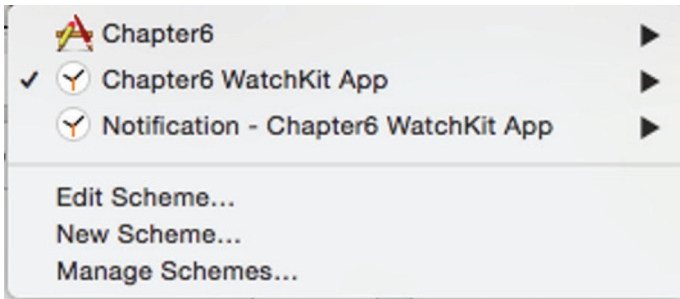 Chapter6
Chapter6 WatchKit App
Notification - Chapter6 WatchKit App
Edit Scheme...
New Scheme...
Manage Schemes...